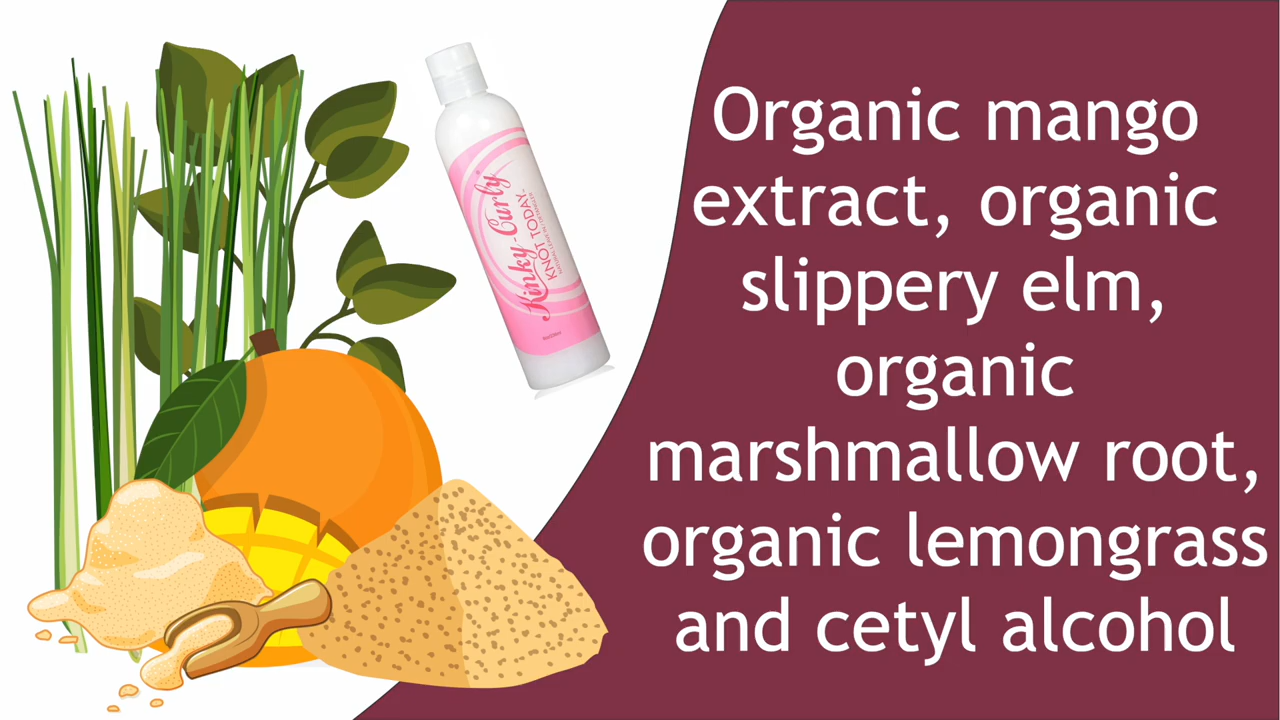 Organic mango
extract, organic
slippery elm,
organic
marshmallow root,
organic lemongrass
and cetyl alcohol
Kinky-Curly
KNOT TODAY